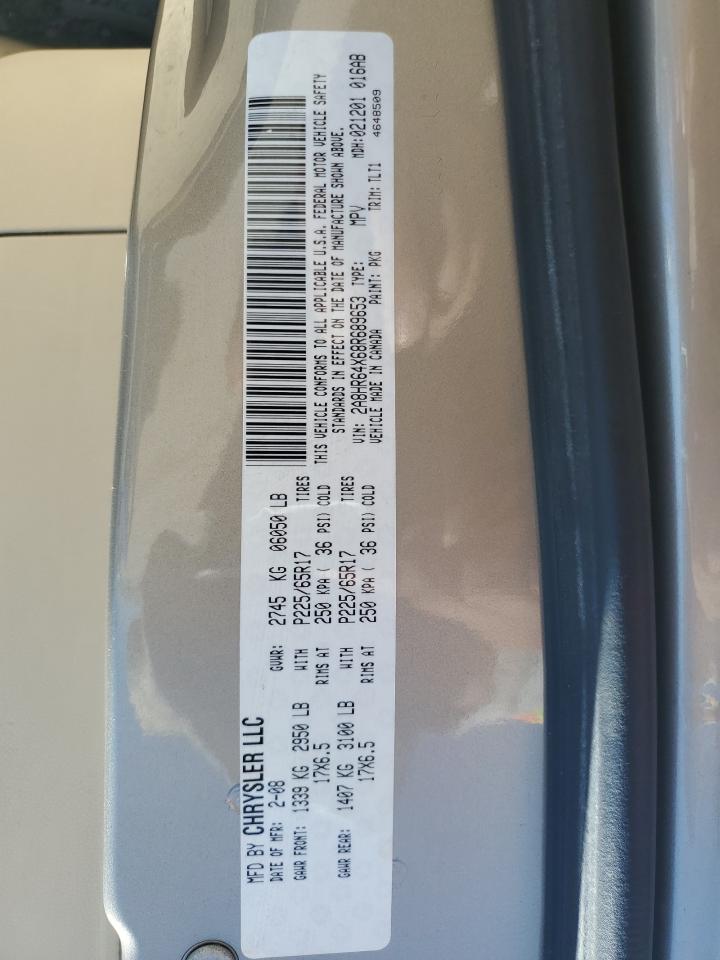 MFD BY CHRYSLER LLC
DATE OF MFR: 2-08 GVWR: 2745 KG 06050 LB
GAWR FRONT: 1339 KG 2950 LB WITH P225/65R17 TIRES
17X6.5 RIMS AT 250 KPA ( 36 PSI) COLD
GAWR REAR: 1407 KG 3100 LB WITH P225/65R17 TIRES
17X6.5 RIMS AT 250 KPA ( 36 PSI) COLD
THIS VEHICLE CONFORMS TO ALL APPLICABLE U.S.A. FEDERAL MOTOR VEHICLE SAFETY
STANDARDS IN EFFECT ON THE DATE OF MANUFACTURE SHOWN ABOVE.
VIN: 2A8HR64X68R689653 TYPE: MPV MDH:021201 016AB
VEHICLE MADE IN CANADA PAINT: PKG TRIM: TLT1 4648509